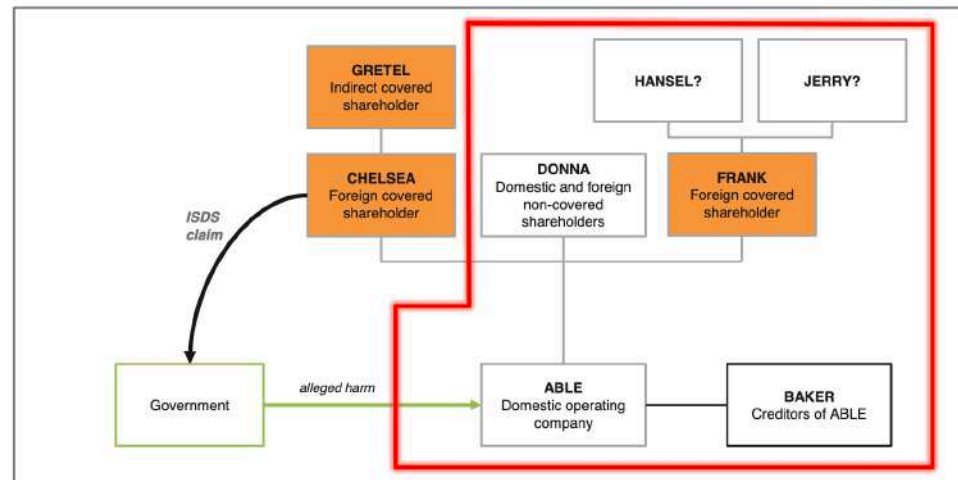 GRETEL
Indirect covered
shareholder
HANSEL?
JERRY?
CHELSEA
Foreign covered
shareholder
DONNA
Domestic and foreign
non-covered
shareholders
FRANK
Foreign covered
shareholder
ISDS
claim
Government
alleged harm
ABLE
Domestic operating
company
BAKER
Creditors of ABLE